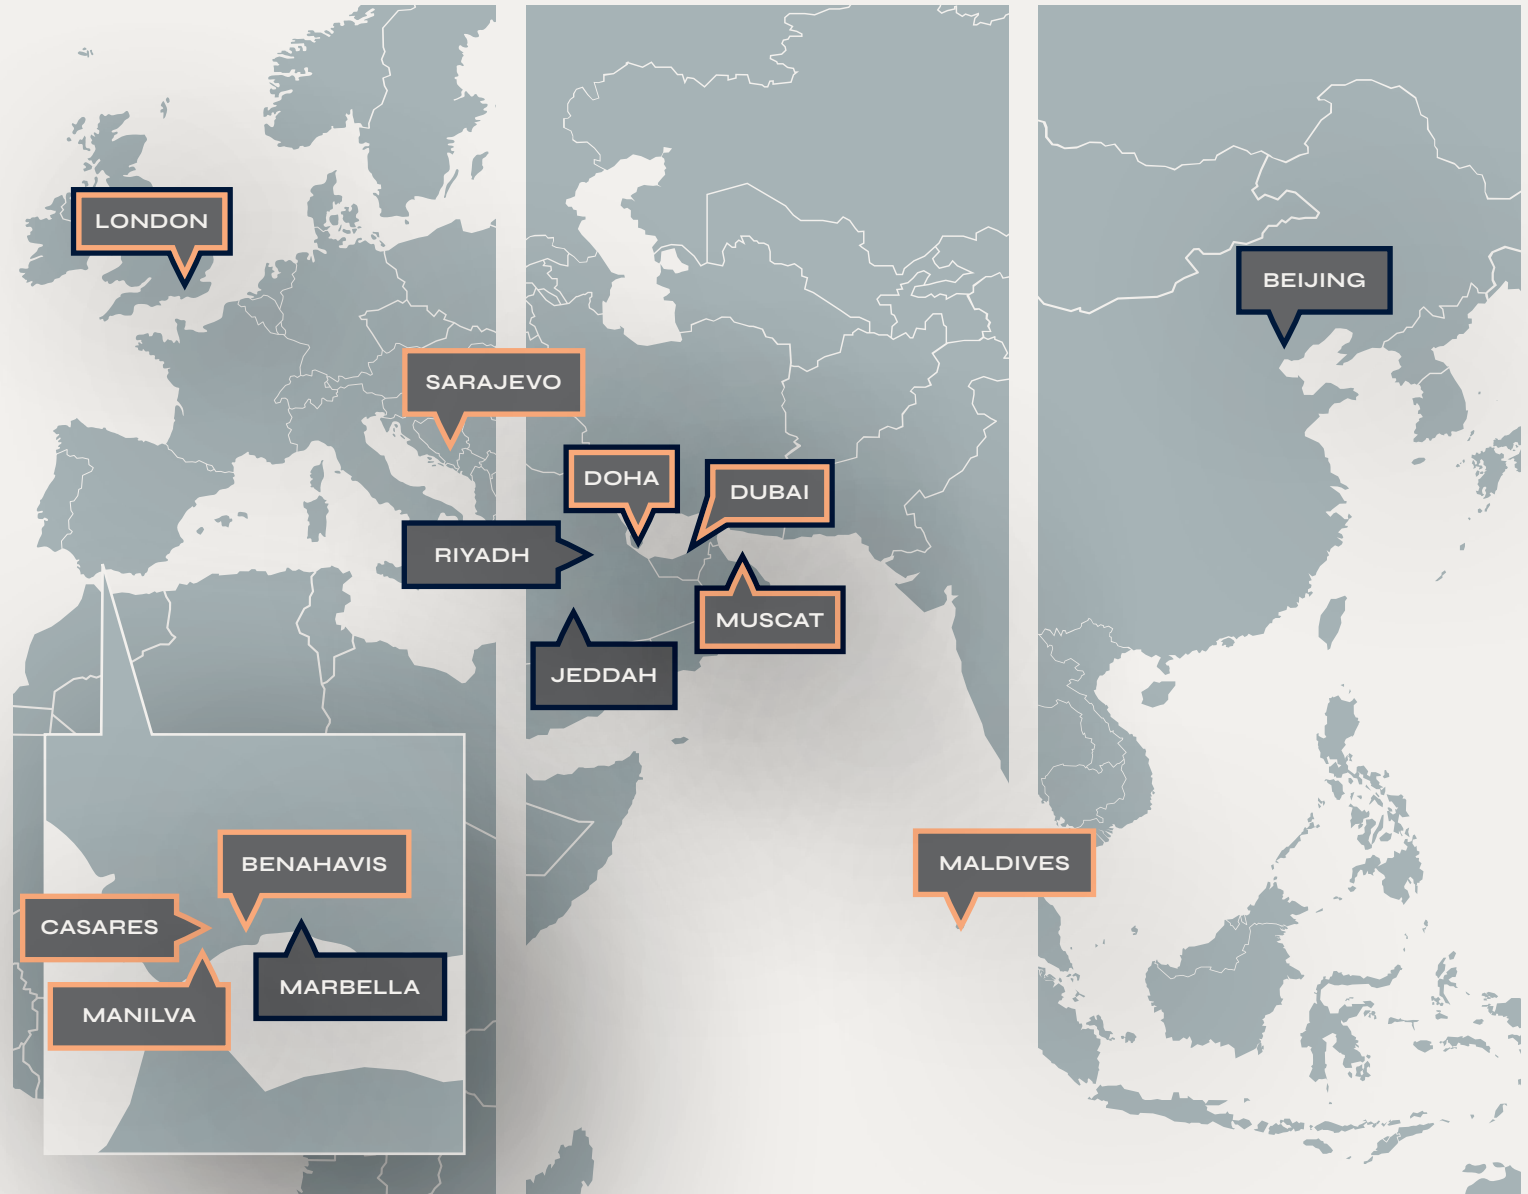 LONDON
BEIJING
SARAJEVO
DOHA
DUBAI
RIYADH
MUSCAT
JEDDAH
BENAHAVIS
MALDIVES
CASARES
MARBELLA
MANILVA